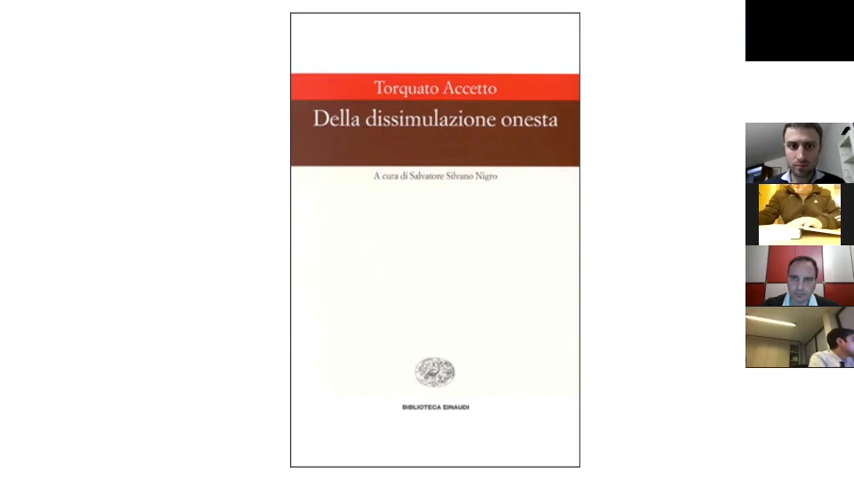 Torquato Accetto
Della dissimulazione onesta
A cura di Salvatore Silvano Nigro
BIBLIOTECA EINAUDI